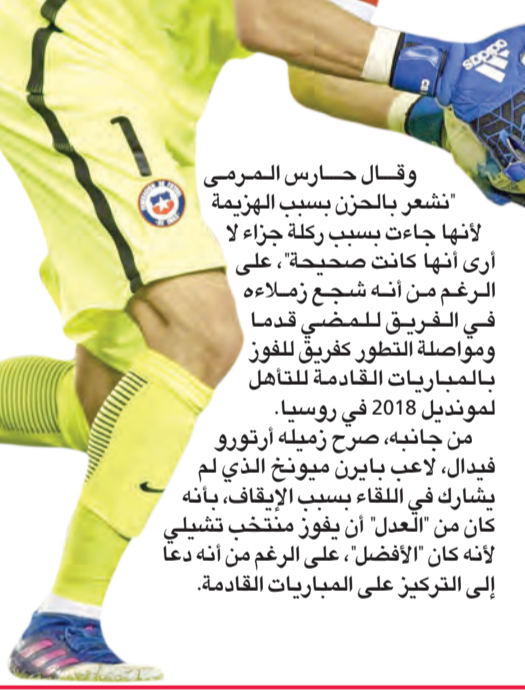 وقال حارس المرمى
"نشعر بالحزن بسبب الهزيمة
لأنها جاءت بسبب ركلة جزاء لا
أرى أنها كانت صحيحة"، على
الرغم من أنه شجع زملاءه
في الفريق للمضي قدما
ومواصلة التطور كفريق للفوز
بالمباريات القادمة للتأهل
لمونديال 2018 في روسيا.
من جانبه، صرح زميله أرتورو
فيدال، لاعب بايرن ميونخ الذي لم
يشارك في اللقاء بسبب الإيقاف، بأنه
كان من "العدل" أن يفوز منتخب تشيلي
لأنه كان "الأفضل"، على الرغم من أنه دعا
إلى التركيز على المباريات القادمة.
1
adidas